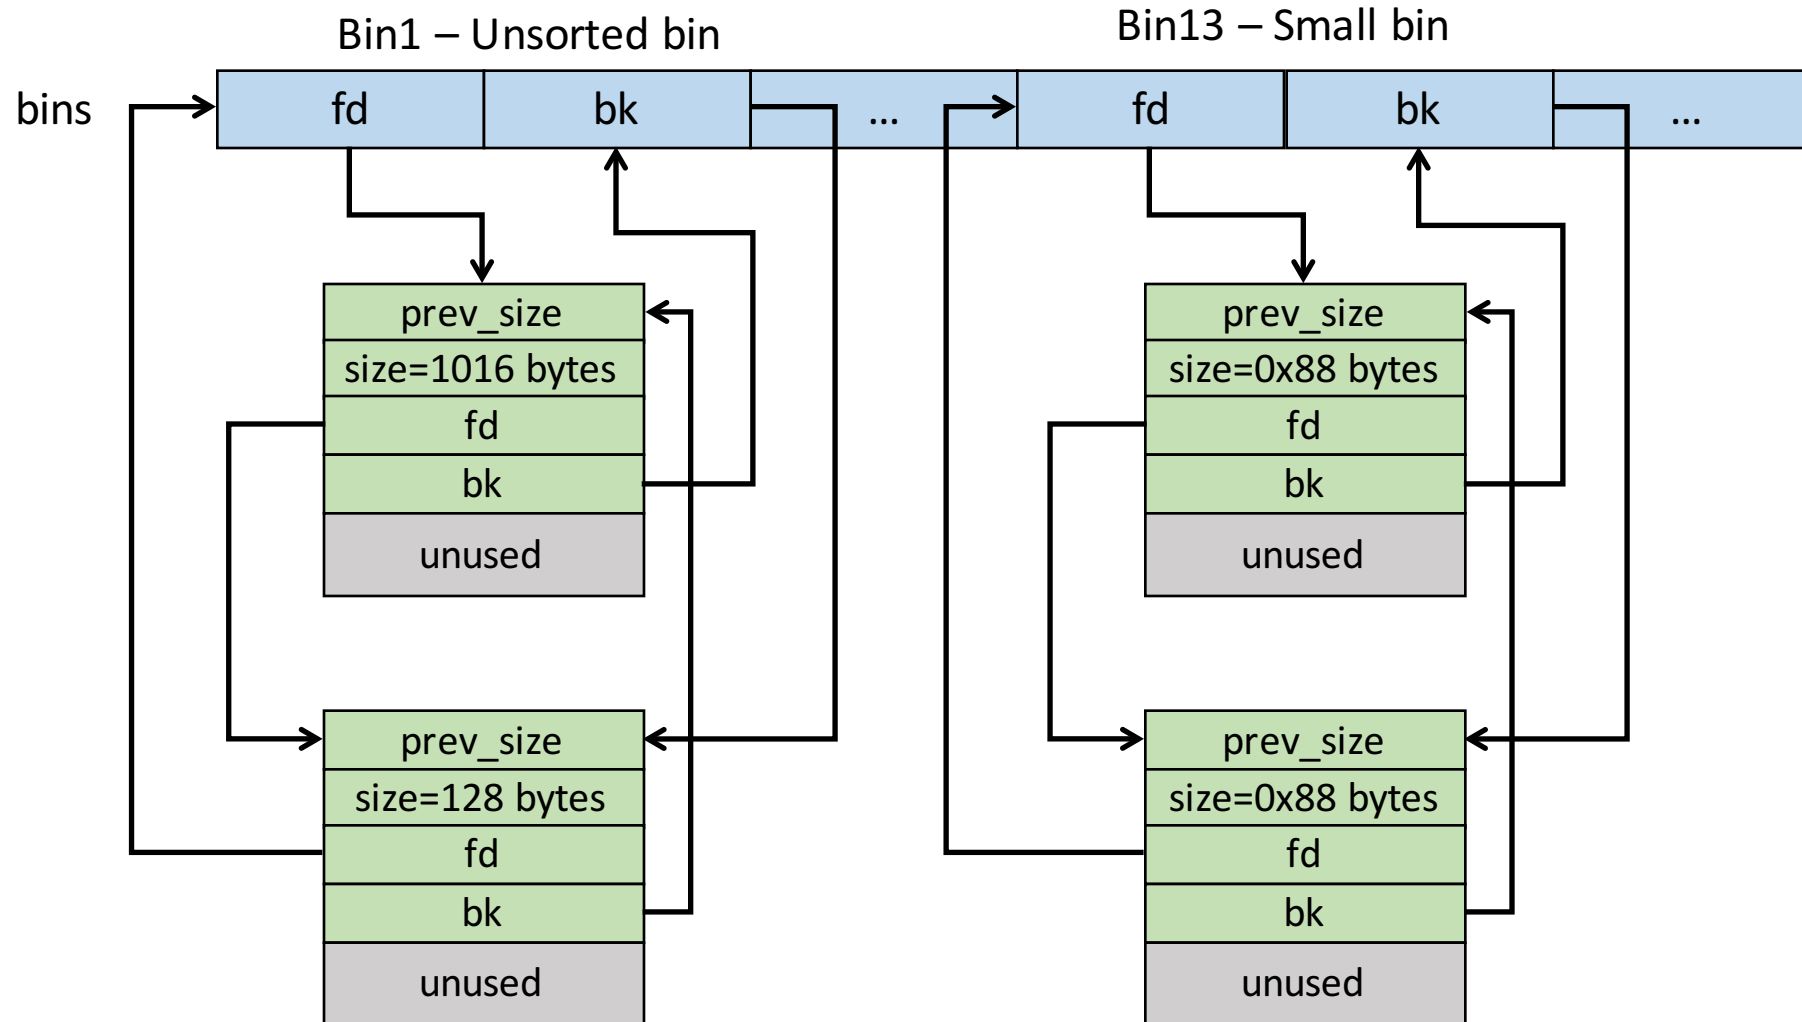 Bin1 – Unsorted bin
Bin13 – Small bin
bins
fd
bk
...
fd
bk
...
prev_size
size=1016 bytes
fd
bk
unused
prev_size
size=0x88 bytes
fd
bk
unused
prev_size
size=128 bytes
fd
bk
unused
prev_size
size=0x88 bytes
fd
bk
unused